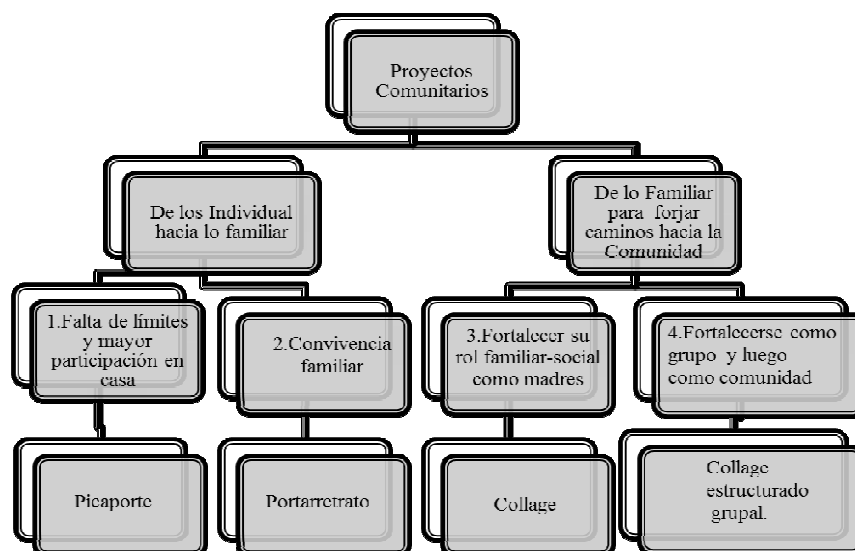 Proyectos
Comunitarios
De los Individual
hacia lo familiar
De lo Familiar
para forjar
caminos hacia la
Comunidad
1.Falta de límites
y mayor
participación en
casa
2.Convivencia
familiar
3.Fortalecer su
rol familiar-social
como madres
4.Fortalecerse como
grupo y luego
como comunidad
Picaporte
Portarretrato
Collage
Collage
estructurado
grupal.